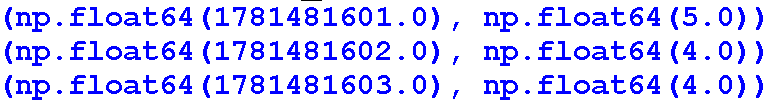 (np.float64(1781481601.0), np.float64(5.0))
(np.float64(1781481602.0), np.float64(4.0))
(np.float64(1781481603.0), np.float64(4.0))